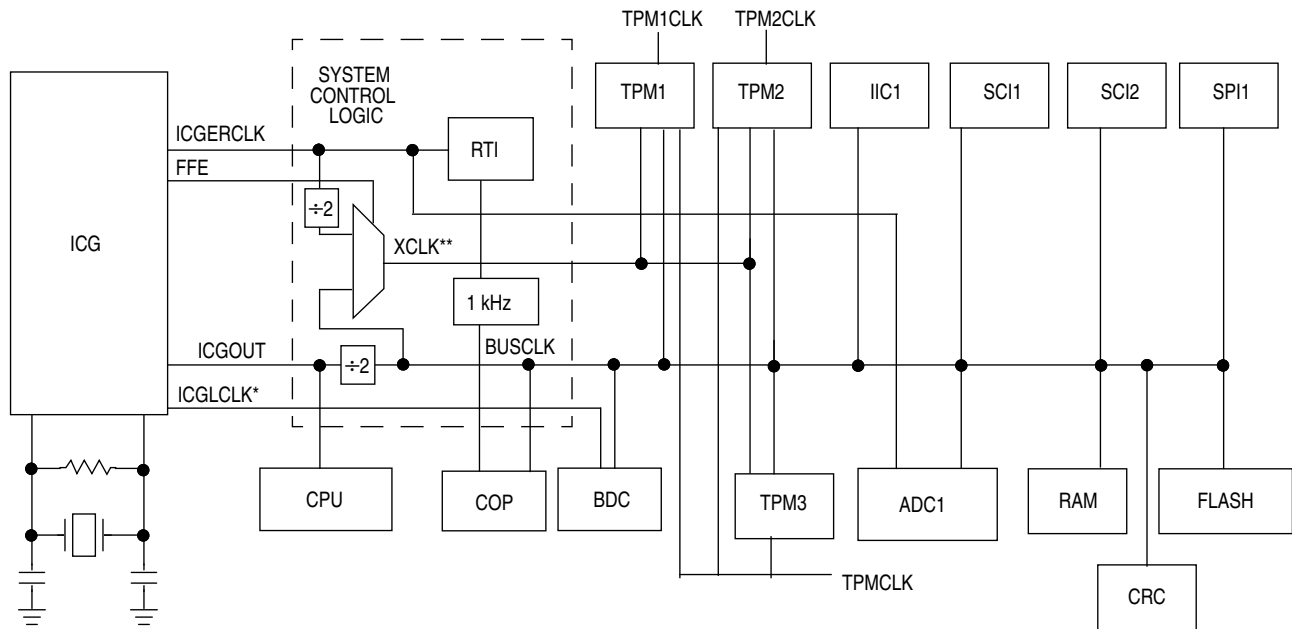 TPM1CLK
TPM2CLK
SYSTEM
CONTROL
LOGIC
TPM1
TPM2
IIC1
SCI1
SCI2
SPI1
ICGERCLK
RTI
FFE
÷2
ICG
XCLK**
1 kHz
ICGOUT
÷2
BUSCLK
ICGLCLK*
CPU
COP
BDC
TPM3
ADC1
RAM
FLASH
TPMCLK
CRC